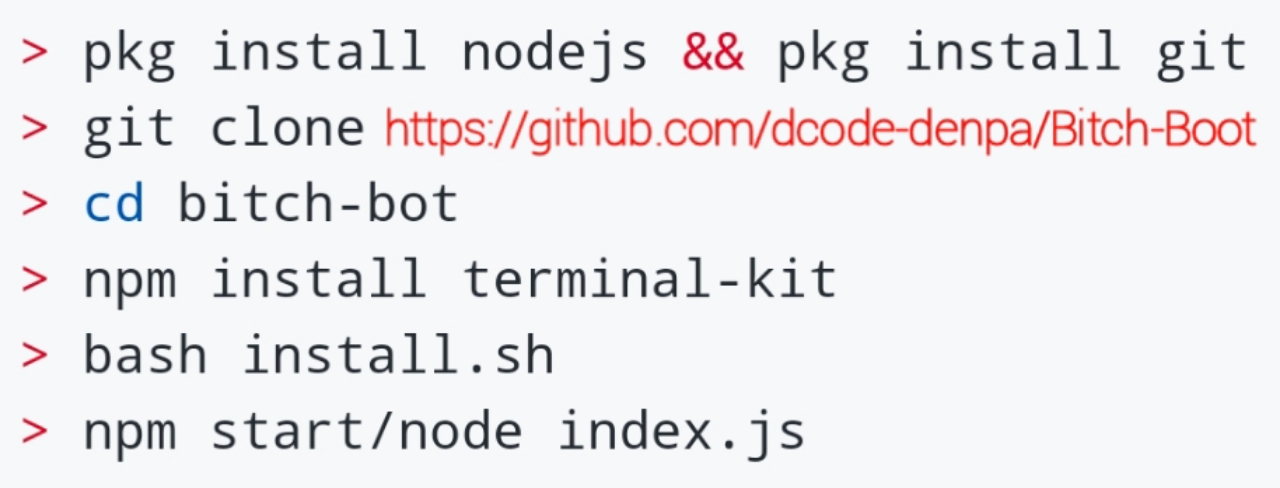 > pkg install nodejs && pkg install git
> git clone https://github.com/dcode-denpa/Bitch-Boot
> cd bitch-bot
> npm install terminal-kit
> bash install.sh
> npm start/node index.js